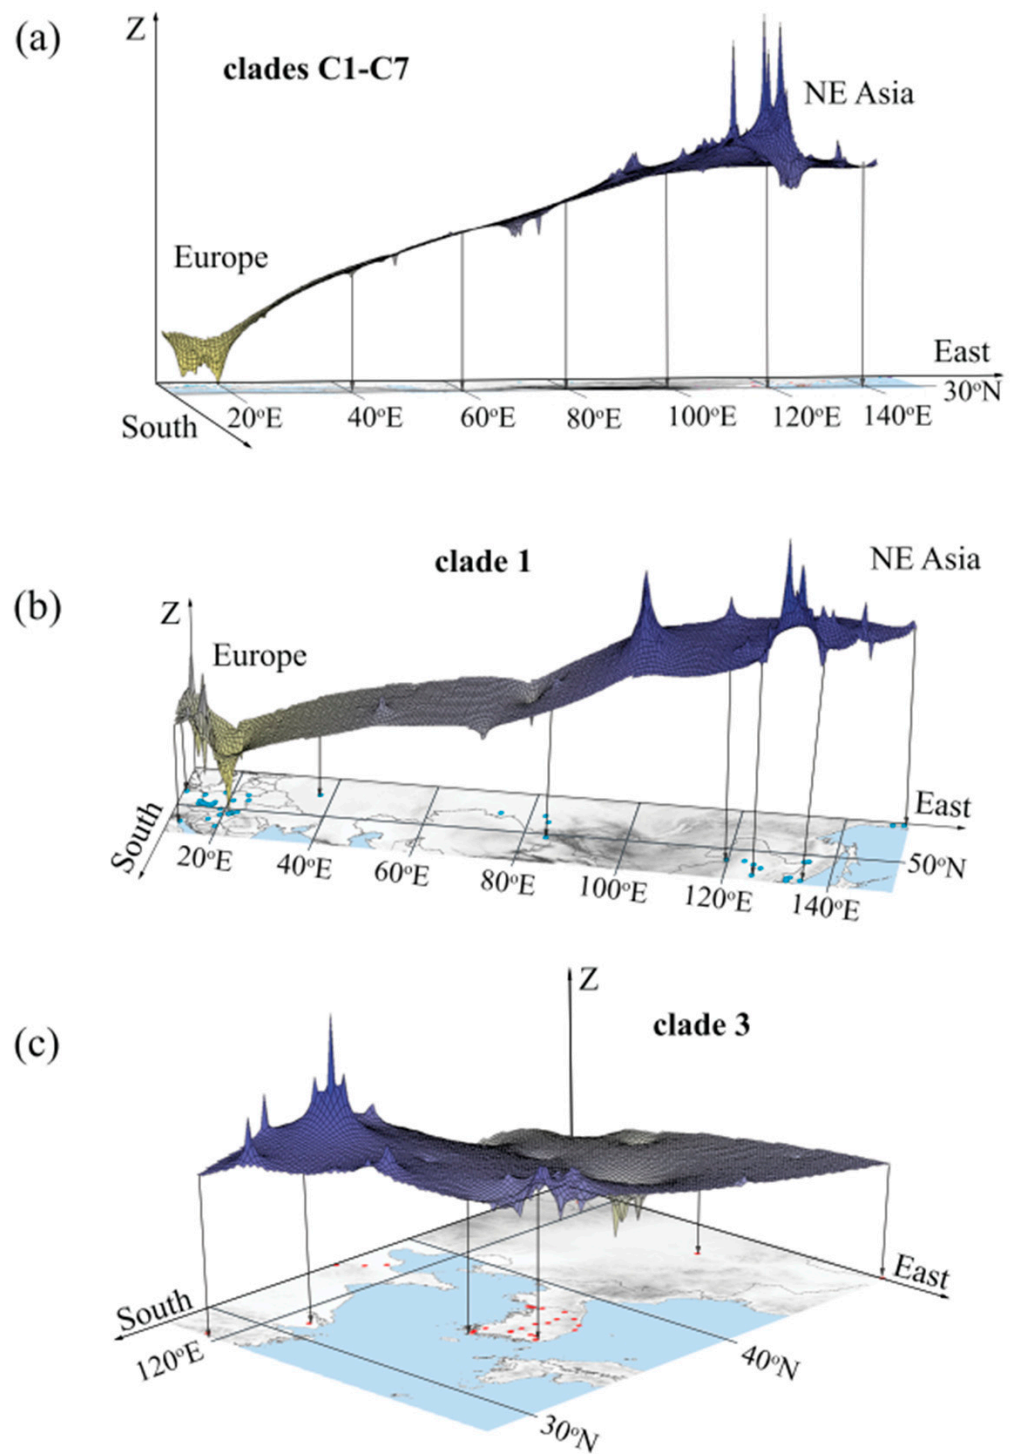 (a)
Z
clades C1-C7
NE Asia
Europe
East
30°N
South
20°E 40°E 60°E 80°E 100°E 120°E 140°E
(b)
clade 1
NE Asia
Z
Europe
East
South
50°N
20°E 40°E 60°E 80°E 100°E 120°E 140°E
(c)
Z
clade 3
East
South
120°E
40°N
30°N